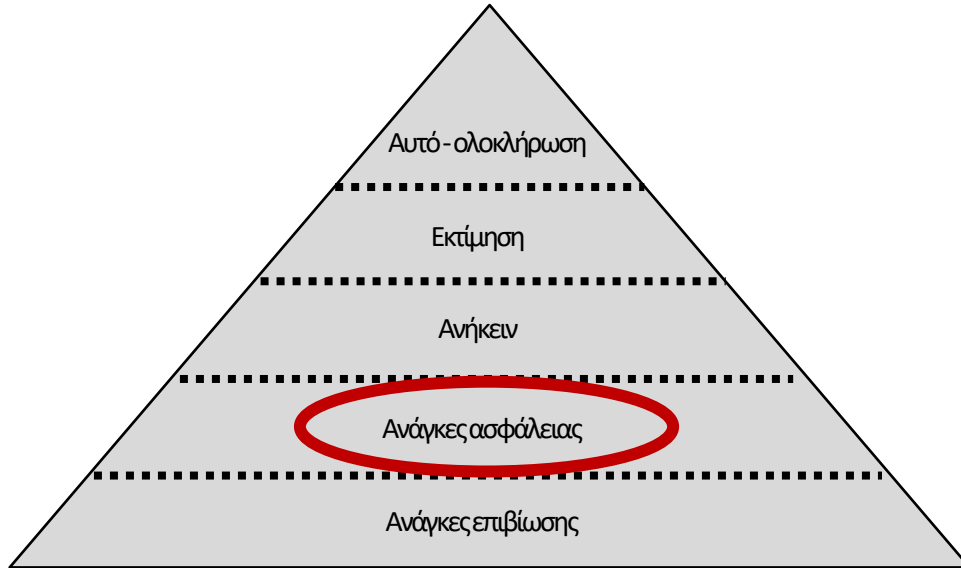 Αυτό - ολοκλήρωση
Εκτίμηση
Ανήκειν
Ανάγκες ασφάλειας
Ανάγκες επιβίωσης